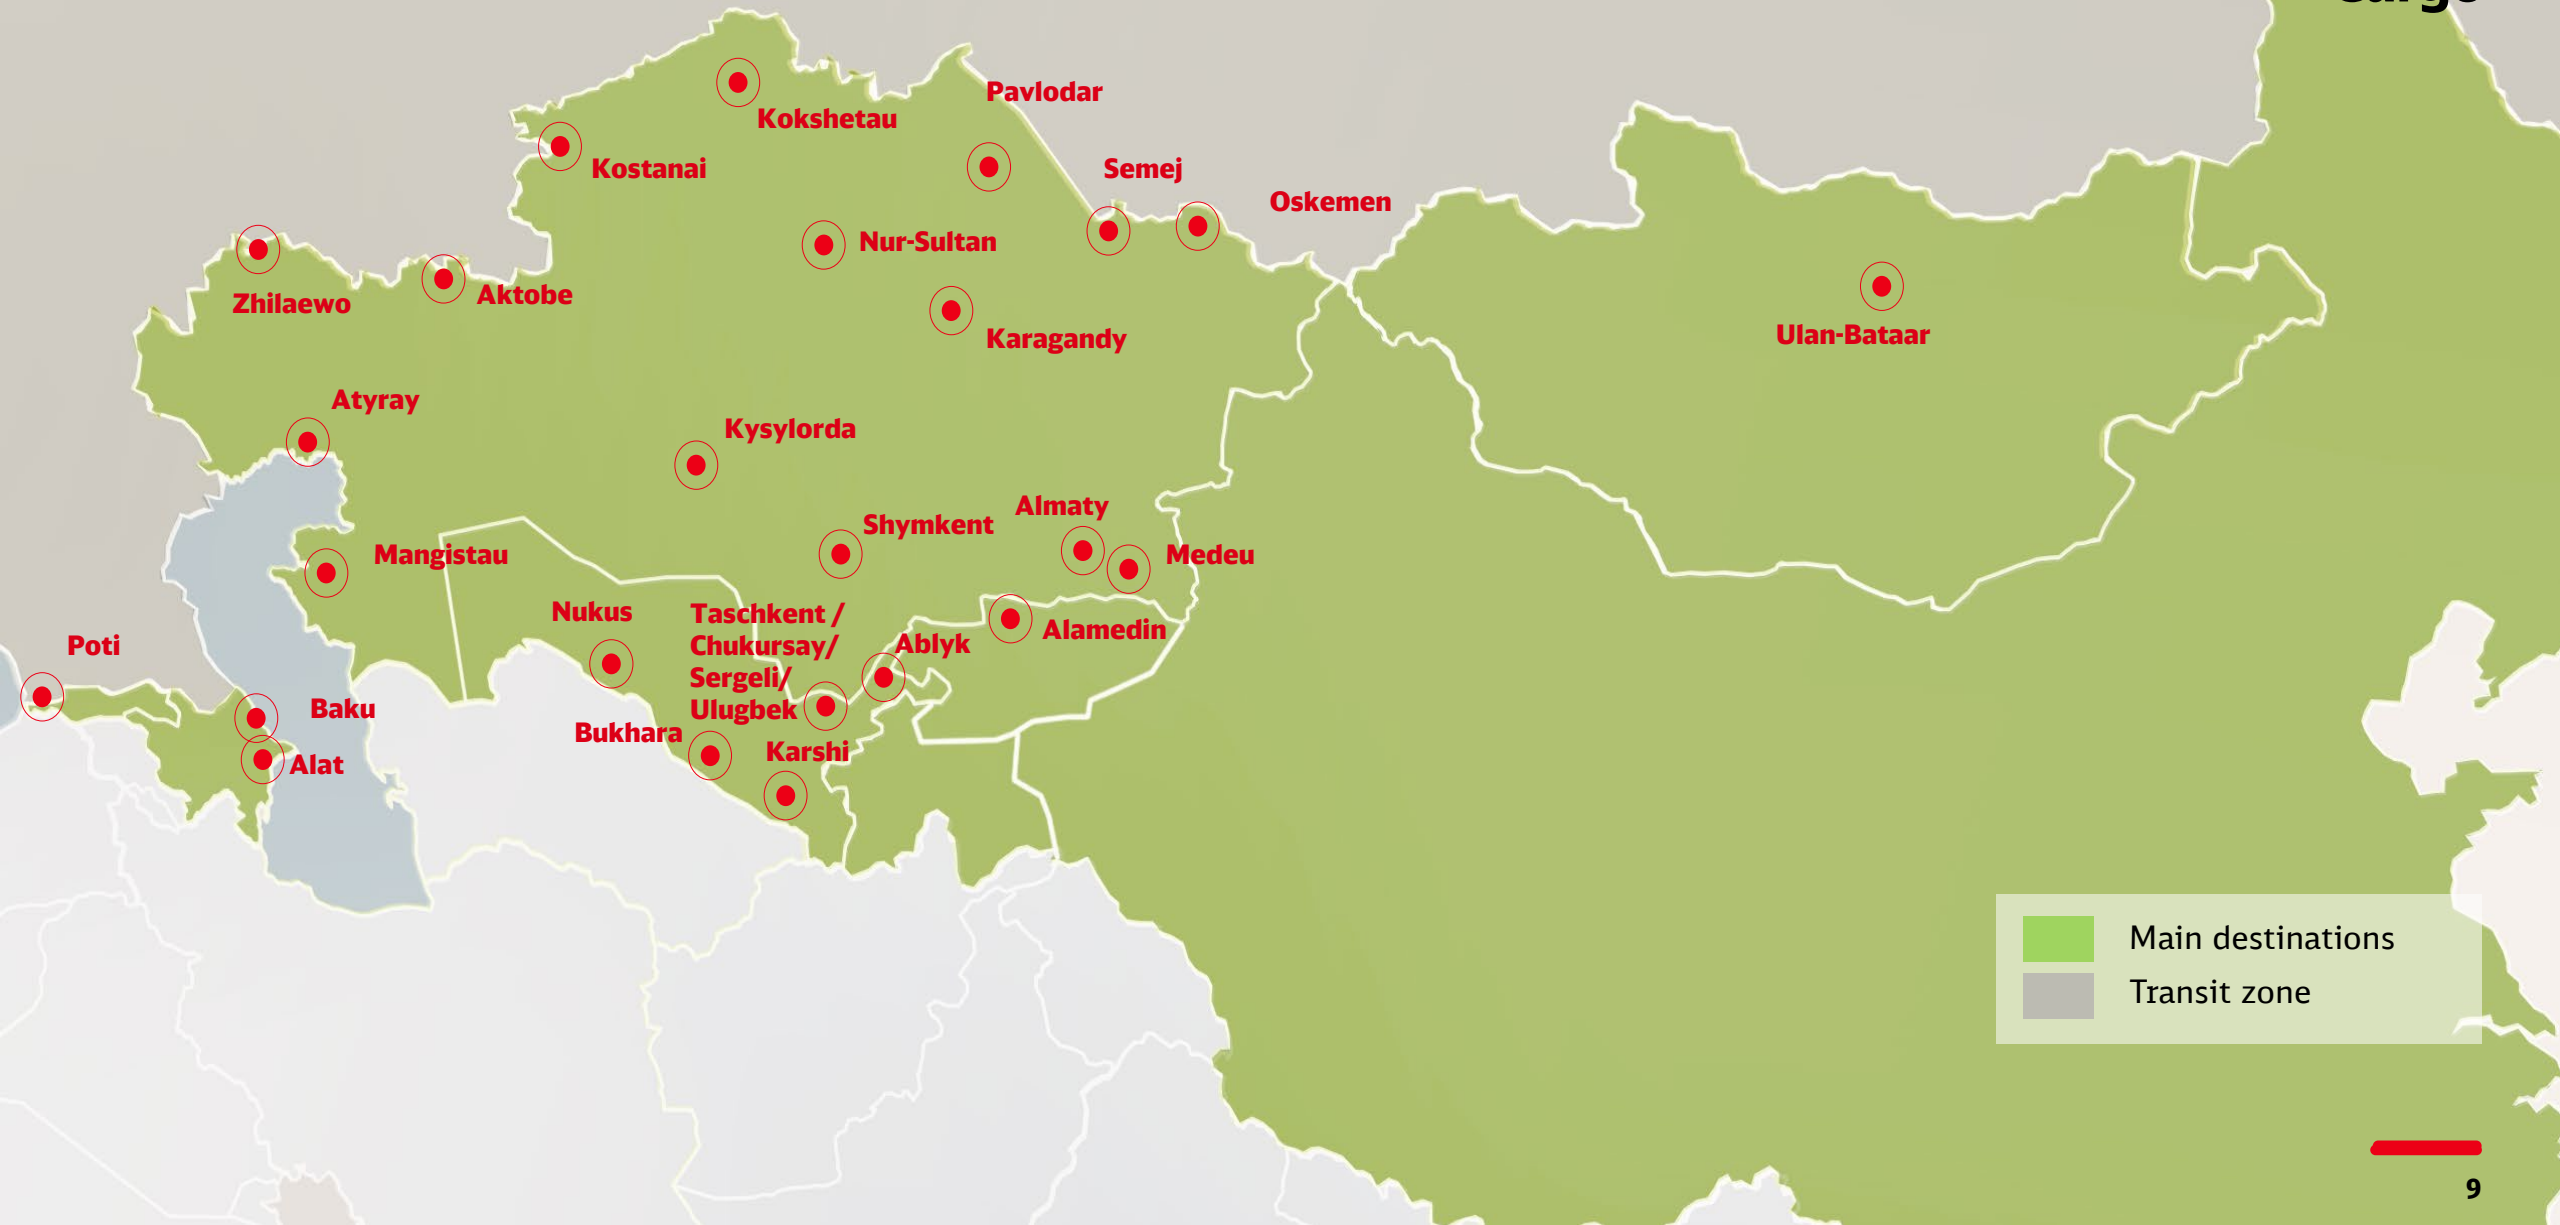 Cargo
Pavlodar
Kokshetau
Kostanai
Semej
Oskemen
Nur-Sultan
Zhilaewo
Aktobe
Karagandy
Ulan-Bataar
Atyray
Kysylorda
Almaty
Shymkent
Mangistau
Medeu
Nukus
Taschkent /
Chukursay/
Sergeli/
Ulugbek
Ablyk
Alamedin
Poti
Baku
Bukhara
Karshi
Alat
Main destinations
Transit zone
9